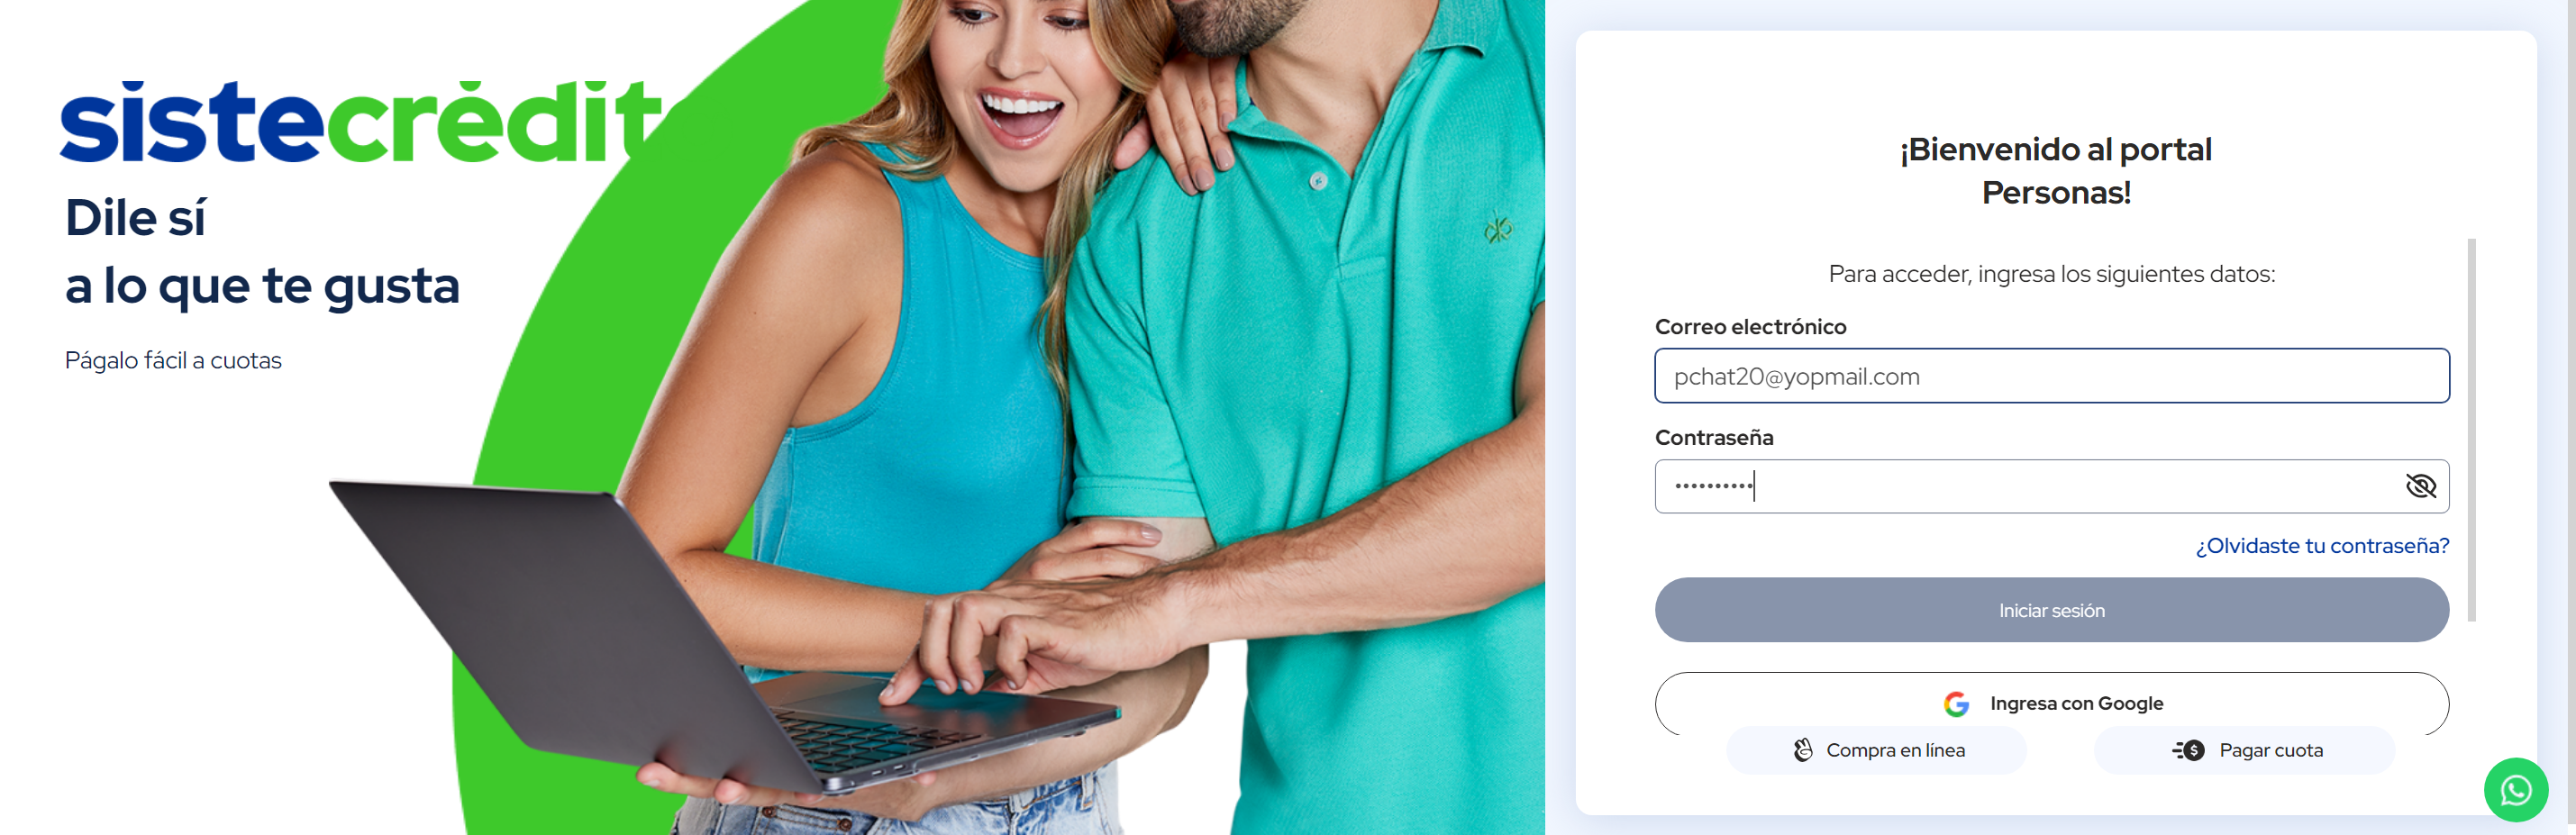 sistecrédit
Dile sí
a lo que te gusta
Págalo fácil a cuotas
¡Bienvenido al portal
Personas!
Para acceder, ingresa los siguientes datos:
Correo electrónico
pchat20@yopmail.com
Contraseña
••••••••••
¿Olvidaste tu contraseña?
Iniciar sesión
Ingresa con Google
Compra en línea
Pagar cuota